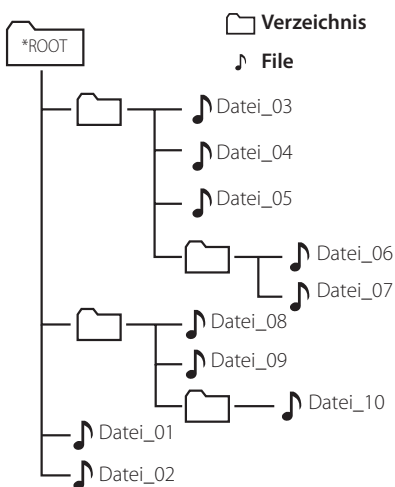 Verzeichnis
*ROOT
File
Datei_03
Datei_04
Datei_05
Datei_06
Datei_07
Datei_08
Datei_09
Datei_10
Datei_01
Datei_02